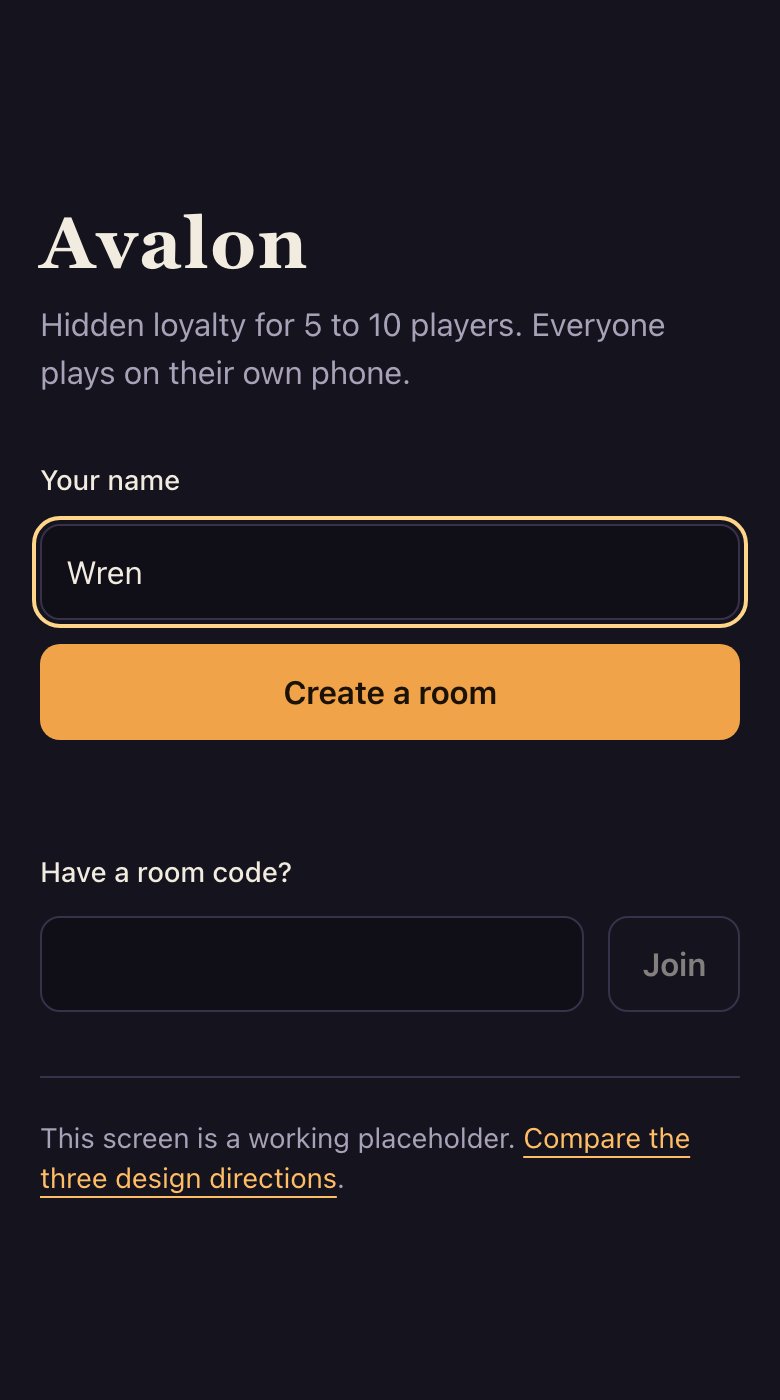 Avalon
Hidden loyalty for 5 to 10 players. Everyone
plays on their own phone.
Your name
Wren
Create a room
Have a room code?
Join
This screen is a working placeholder. Compare the
three design directions.